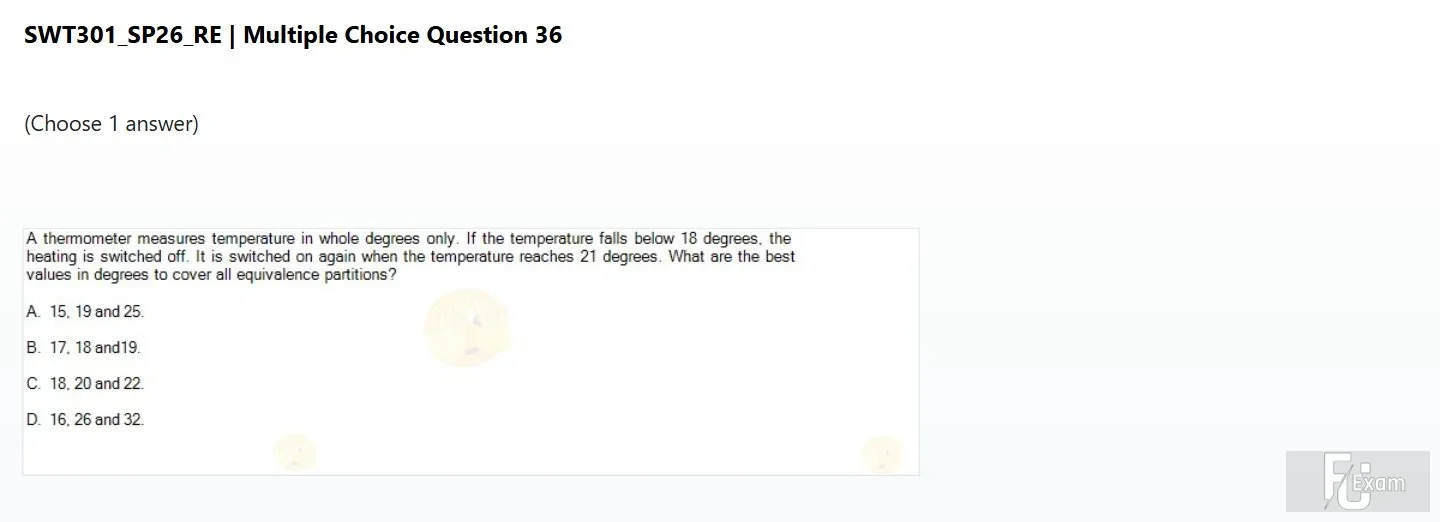 SWT301_SP26_RE | Multiple Choice Question 36
(Choose 1 answer)
A thermometer measures temperature in whole degrees only. If the temperature falls below 18 degrees, the
heating is switched off. It is switched on again when the temperature reaches 21 degrees. What are the best
values in degrees to cover all equivalence partitions?
A. 15, 19 and 25.
B. 17, 18 and19.
C. 18, 20 and 22.
D. 16, 26 and 32.
FU Exam